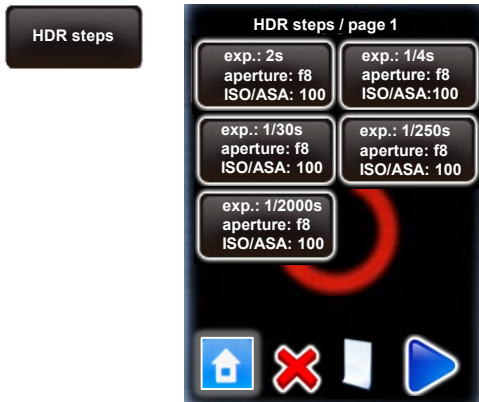 HDR steps
HDR steps / page 1
exp.: 2s
aperture: f8
ISO/ASA: 100
exp.: 1/4s
aperture: f8
ISO/ASA:100
exp.: 1/30s
aperture: f8
ISO/ASA: 100
exp.: 1/250s
aperture: f8
ISO/ASA: 100
exp.: 1/2000s
aperture: f8
ISO/ASA: 100